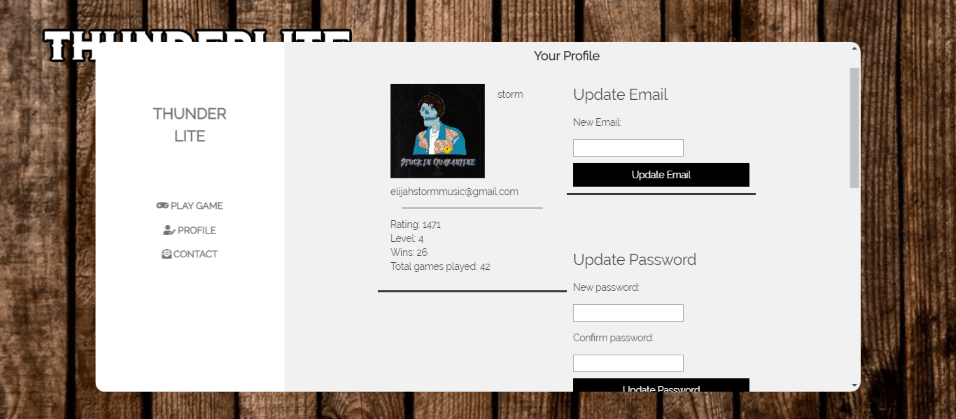 THUNDERLITE
Your Profile
THUNDER
LITE
PLAY GAME
PROFILE
CONTACT
storm
STUCK IN QUARANTINE
elijahstormmusic@gmail.com
Rating: 1471
Level: 4
Wins: 26
Total games played: 42
Update Email
New Email:
Update Email
Update Password
New password:
Confirm password:
Update Password